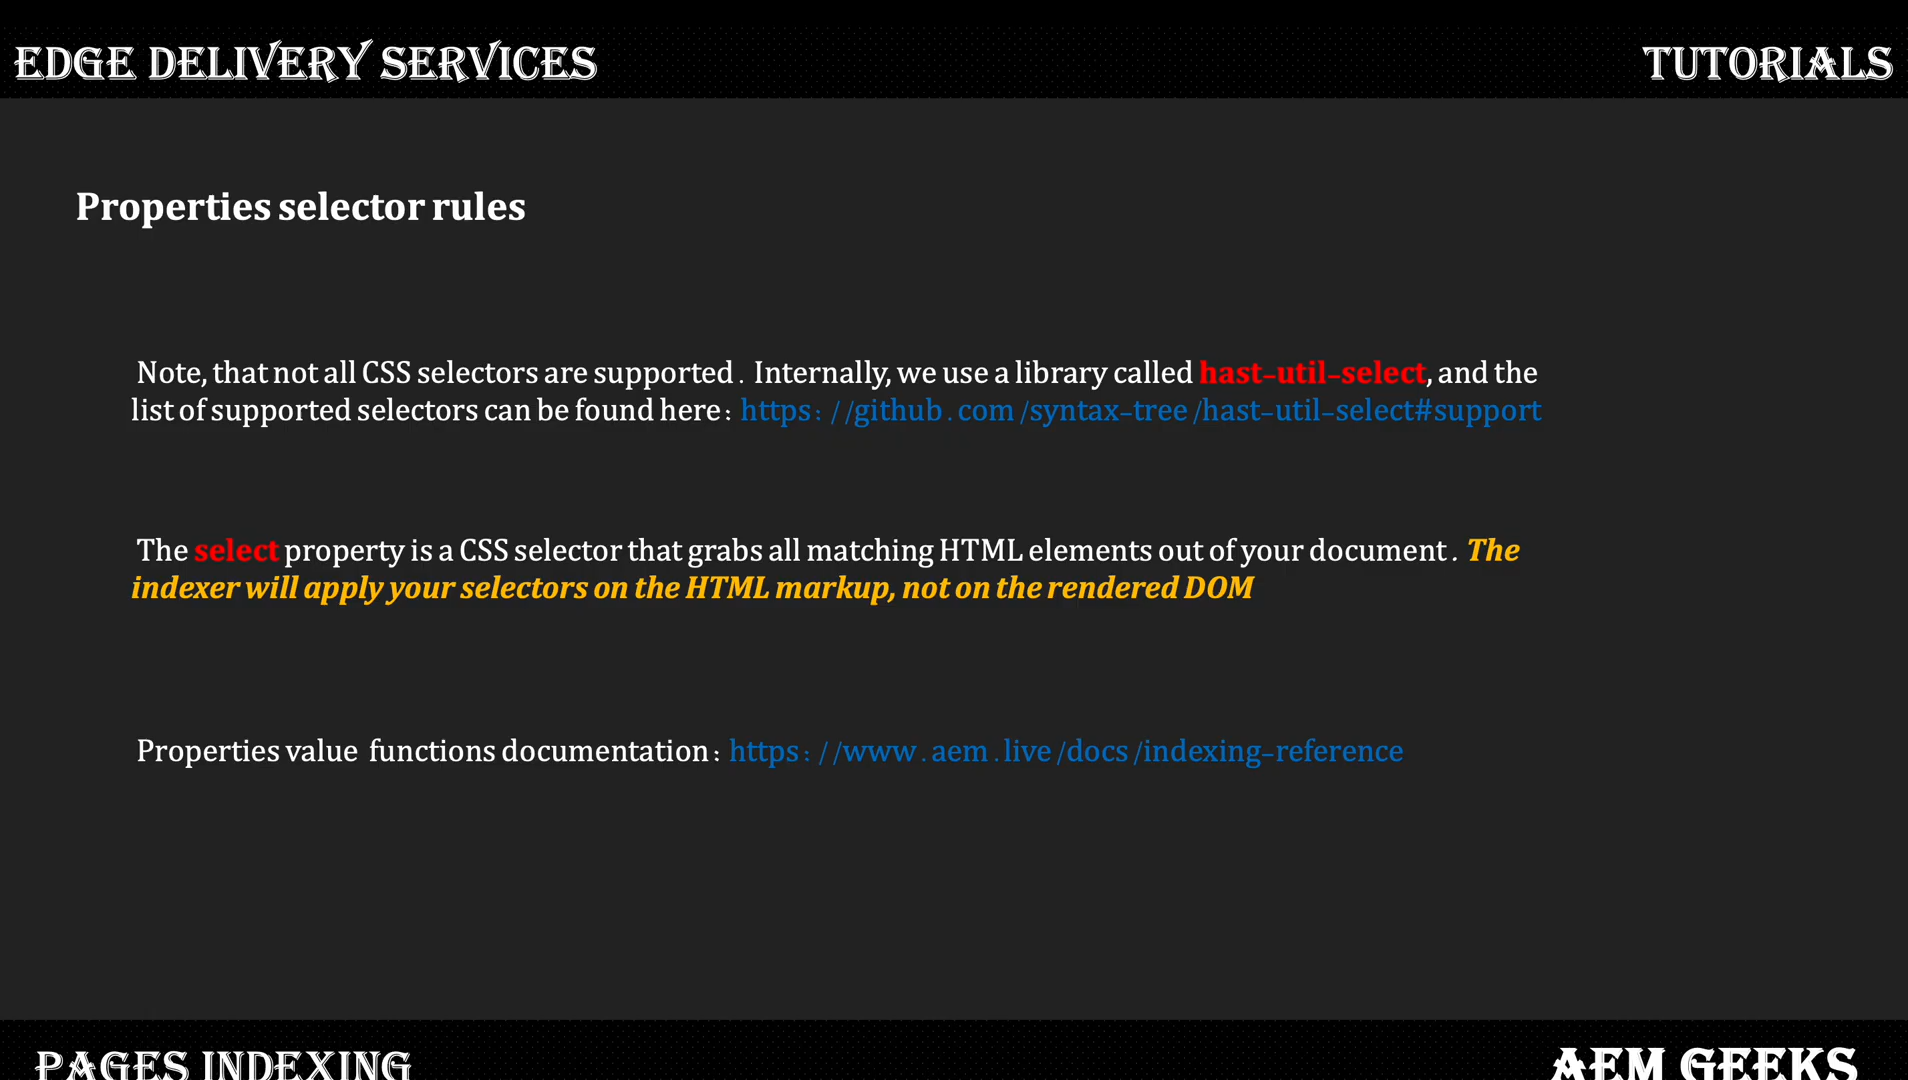 EDGE DELIVERY SERVICES
TUTORIALS
Properties selector rules
Note, that not all CSS selectors are supported. Internally, we use a library called hast-util-select, and the
list of supported selectors can be found here: https://github.com/syntax-tree/hast-util-select#support
The select property is a CSS selector that grabs all matching HTML elements out of your document. The
indexer will apply your selectors on the HTML markup, not on the rendered DOM
Properties value functions documentation: https://www.aem.live/docs/indexing-reference
PAGES INDEXING
AEM GEEKS